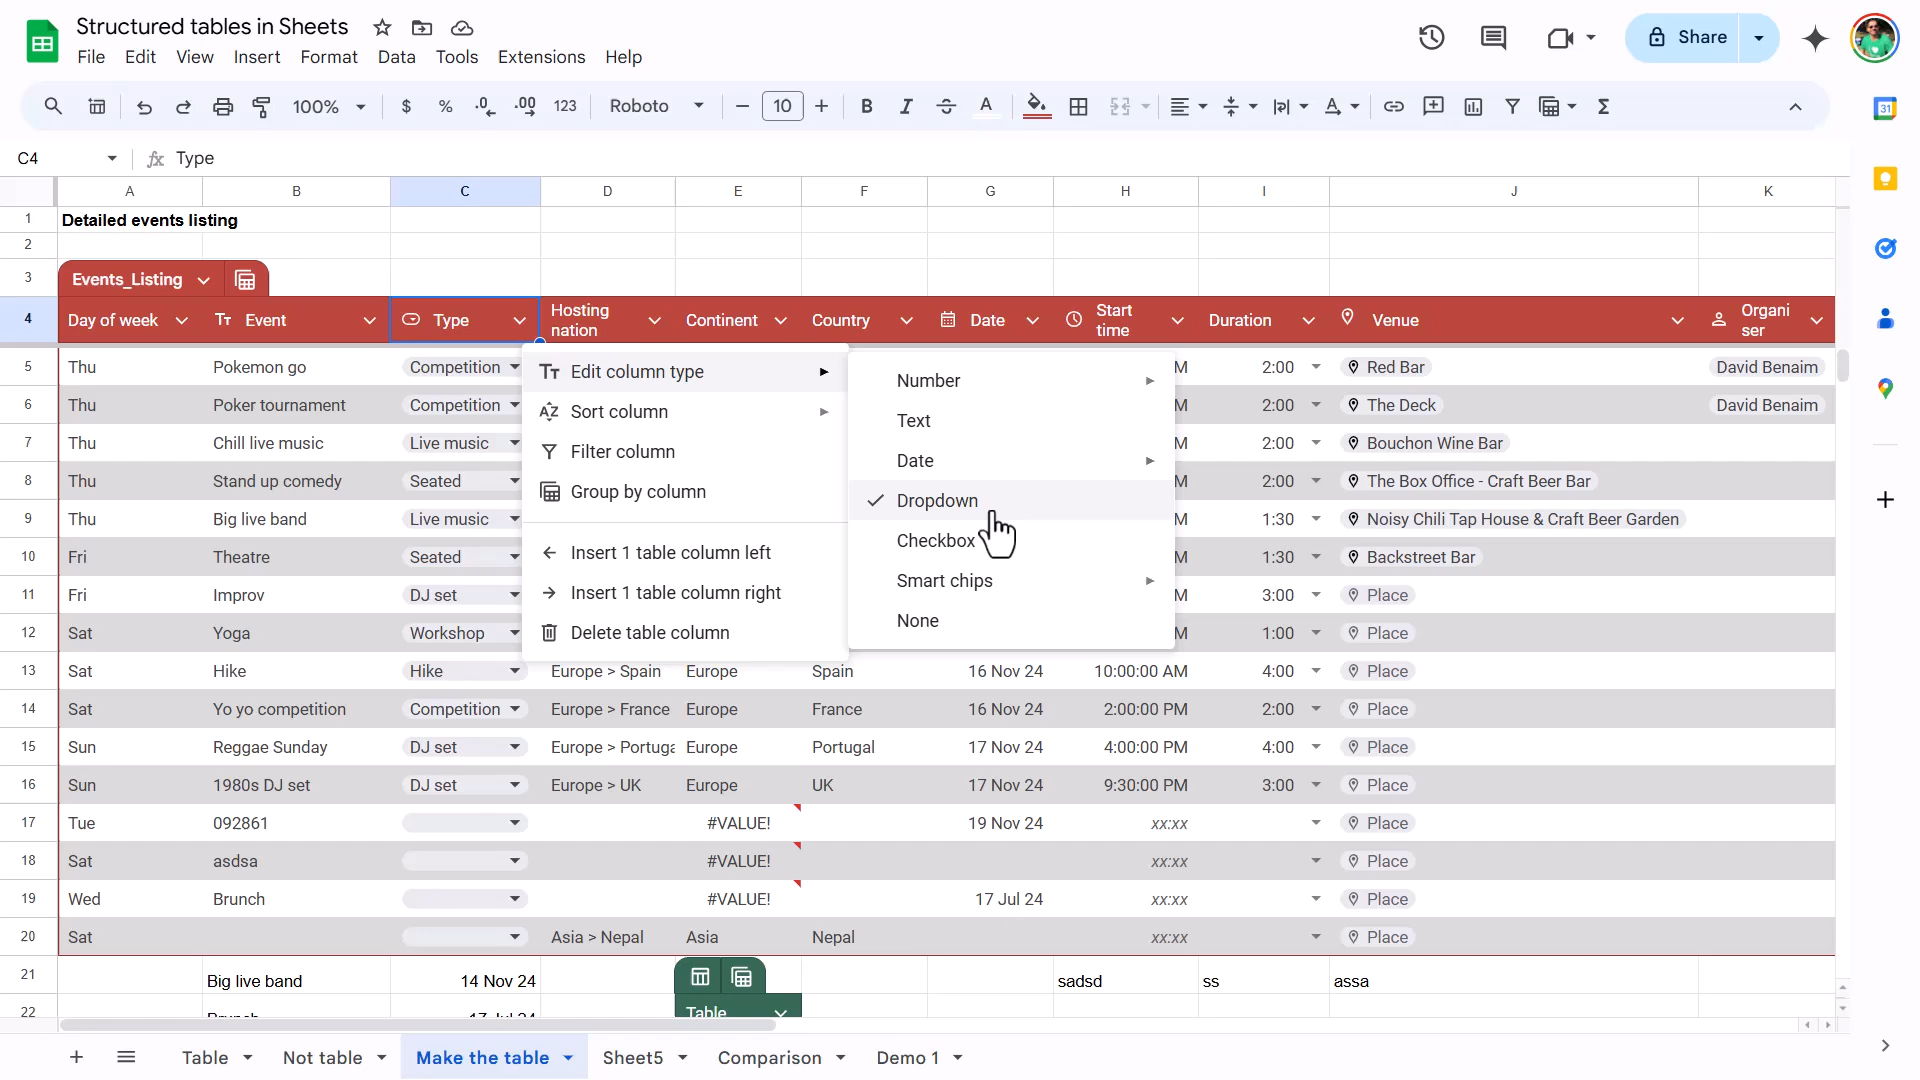 Structured tables in Sheets
File Edit View Insert Format Data Tools Extensions Help
Share
100% $ % .0 .00 123 Roboto 10 B I S A
31
C4 fx Type
A B C D E F G H I J K
1 Detailed events listing
2
3 Events_Listing
4 Day of week Tт Event Type Hosting nation Continent Country Date Start time Duration Venue Organi ser
5 Thu Pokemon go Competition M 2:00 Red Bar David Benaim
6 Thu Poker tournament Competition M 2:00 The Deck David Benaim
7 Thu Chill live music Live music M 2:00 Bouchon Wine Bar
8 Thu Stand up comedy Seated M 2:00 The Box Office - Craft Beer Bar
9 Thu Big live band Live music M 1:30 Noisy Chili Tap House & Craft Beer Garden
10 Fri Theatre Seated M 1:30 Backstreet Bar
11 Fri Improv DJ set M 3:00 Place
12 Sat Yoga Workshop M 1:00 Place
13 Sat Hike Hike Europe > Spain Europe Spain 16 Nov 24 10:00:00 AM 4:00 Place
14 Sat Yo yo competition Competition Europe > France Europe France 16 Nov 24 2:00:00 PM 2:00 Place
15 Sun Reggae Sunday DJ set Europe > Portuga Europe Portugal 17 Nov 24 4:00:00 PM 4:00 Place
16 Sun 1980s DJ set DJ set Europe > UK Europe UK 17 Nov 24 9:30:00 PM 3:00 Place
17 Tue 092861 #VALUE! 19 Nov 24 xx:xx Place
18 Sat asdsa #VALUE! xx:xx Place
19 Wed Brunch #VALUE! 17 Jul 24 xx:xx Place
20 Sat Asia > Nepal Asia Nepal xx:xx Place
21 Big live band 14 Nov 24 sadsd ss assa
22 Brunch 17 Jul 24 Table
Edit column type
Sort column
Filter column
Group by column
Insert 1 table column left
Insert 1 table column right
Delete table column
Number
Text
Date
Dropdown
Checkbox
Smart chips
None
Table Not table Make the table Sheet5 Comparison Demo 1